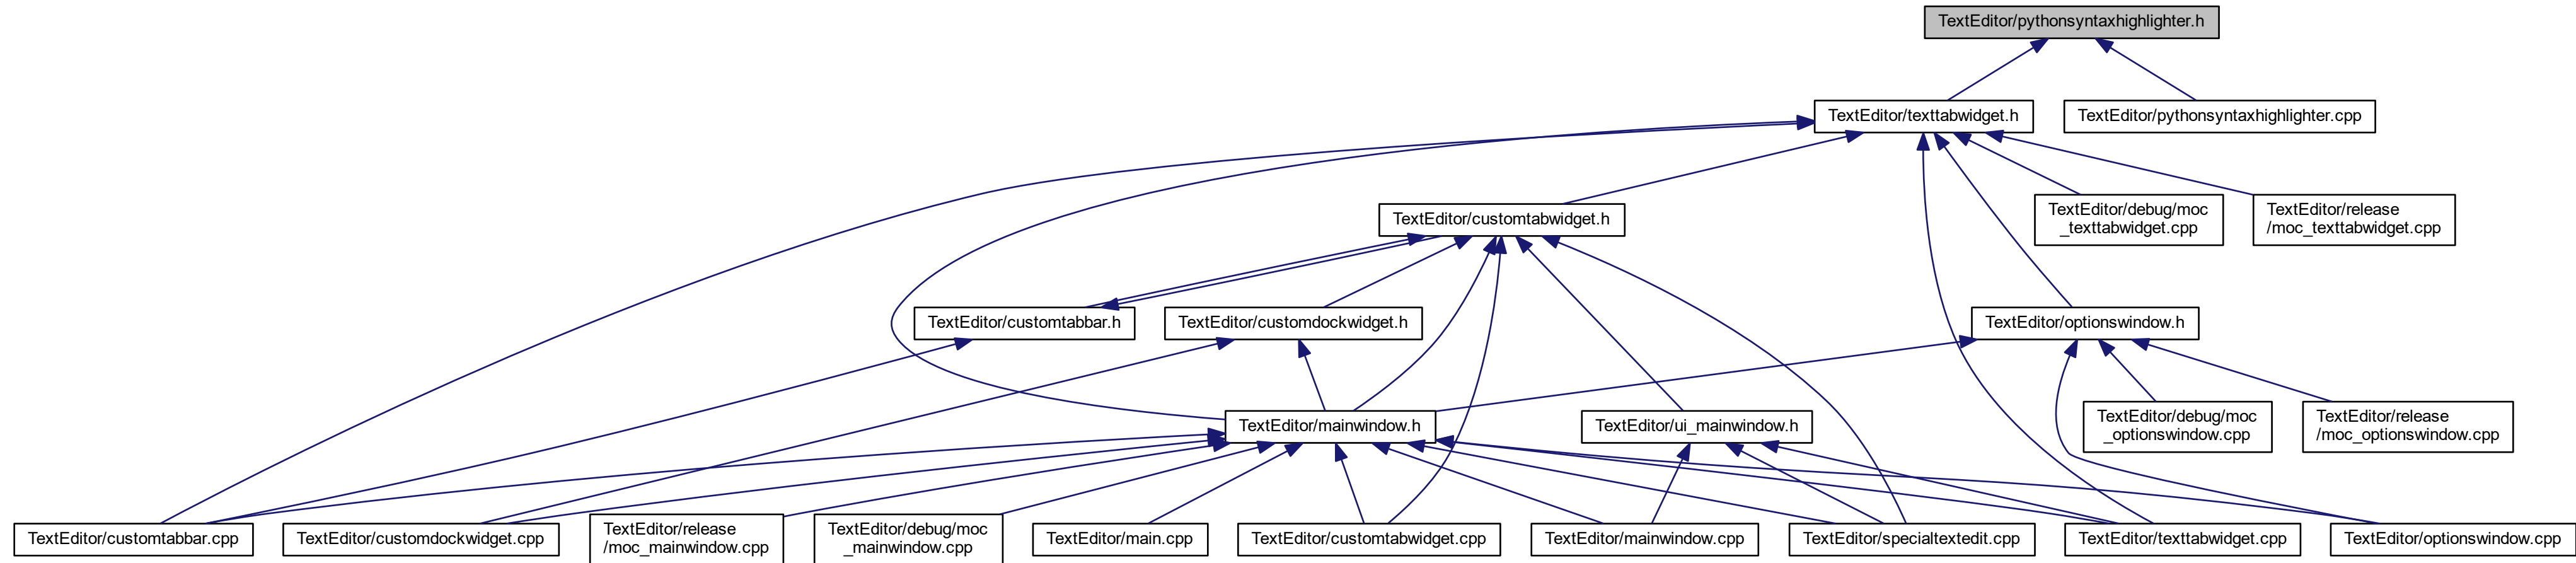 TextEditor/pythonsyntaxhighlighter.h
TextEditor/texttabwidget.h
TextEditor/pythonsyntaxhighlighter.cpp
TextEditor/customtabwidget.h
TextEditor/debug/moc
_texttabwidget.cpp
TextEditor/release
/moc_texttabwidget.cpp
TextEditor/customtabbar.h
TextEditor/customdockwidget.h
TextEditor/optionswindow.h
TextEditor/mainwindow.h
TextEditor/ui_mainwindow.h
TextEditor/debug/moc
_optionswindow.cpp
TextEditor/release
/moc_optionswindow.cpp
TextEditor/customtabbar.cpp
TextEditor/customdockwidget.cpp
TextEditor/release
/moc_mainwindow.cpp
TextEditor/debug/moc
_mainwindow.cpp
TextEditor/main.cpp
TextEditor/customtabwidget.cpp
TextEditor/mainwindow.cpp
TextEditor/specialtextedit.cpp
TextEditor/texttabwidget.cpp
TextEditor/optionswindow.cpp